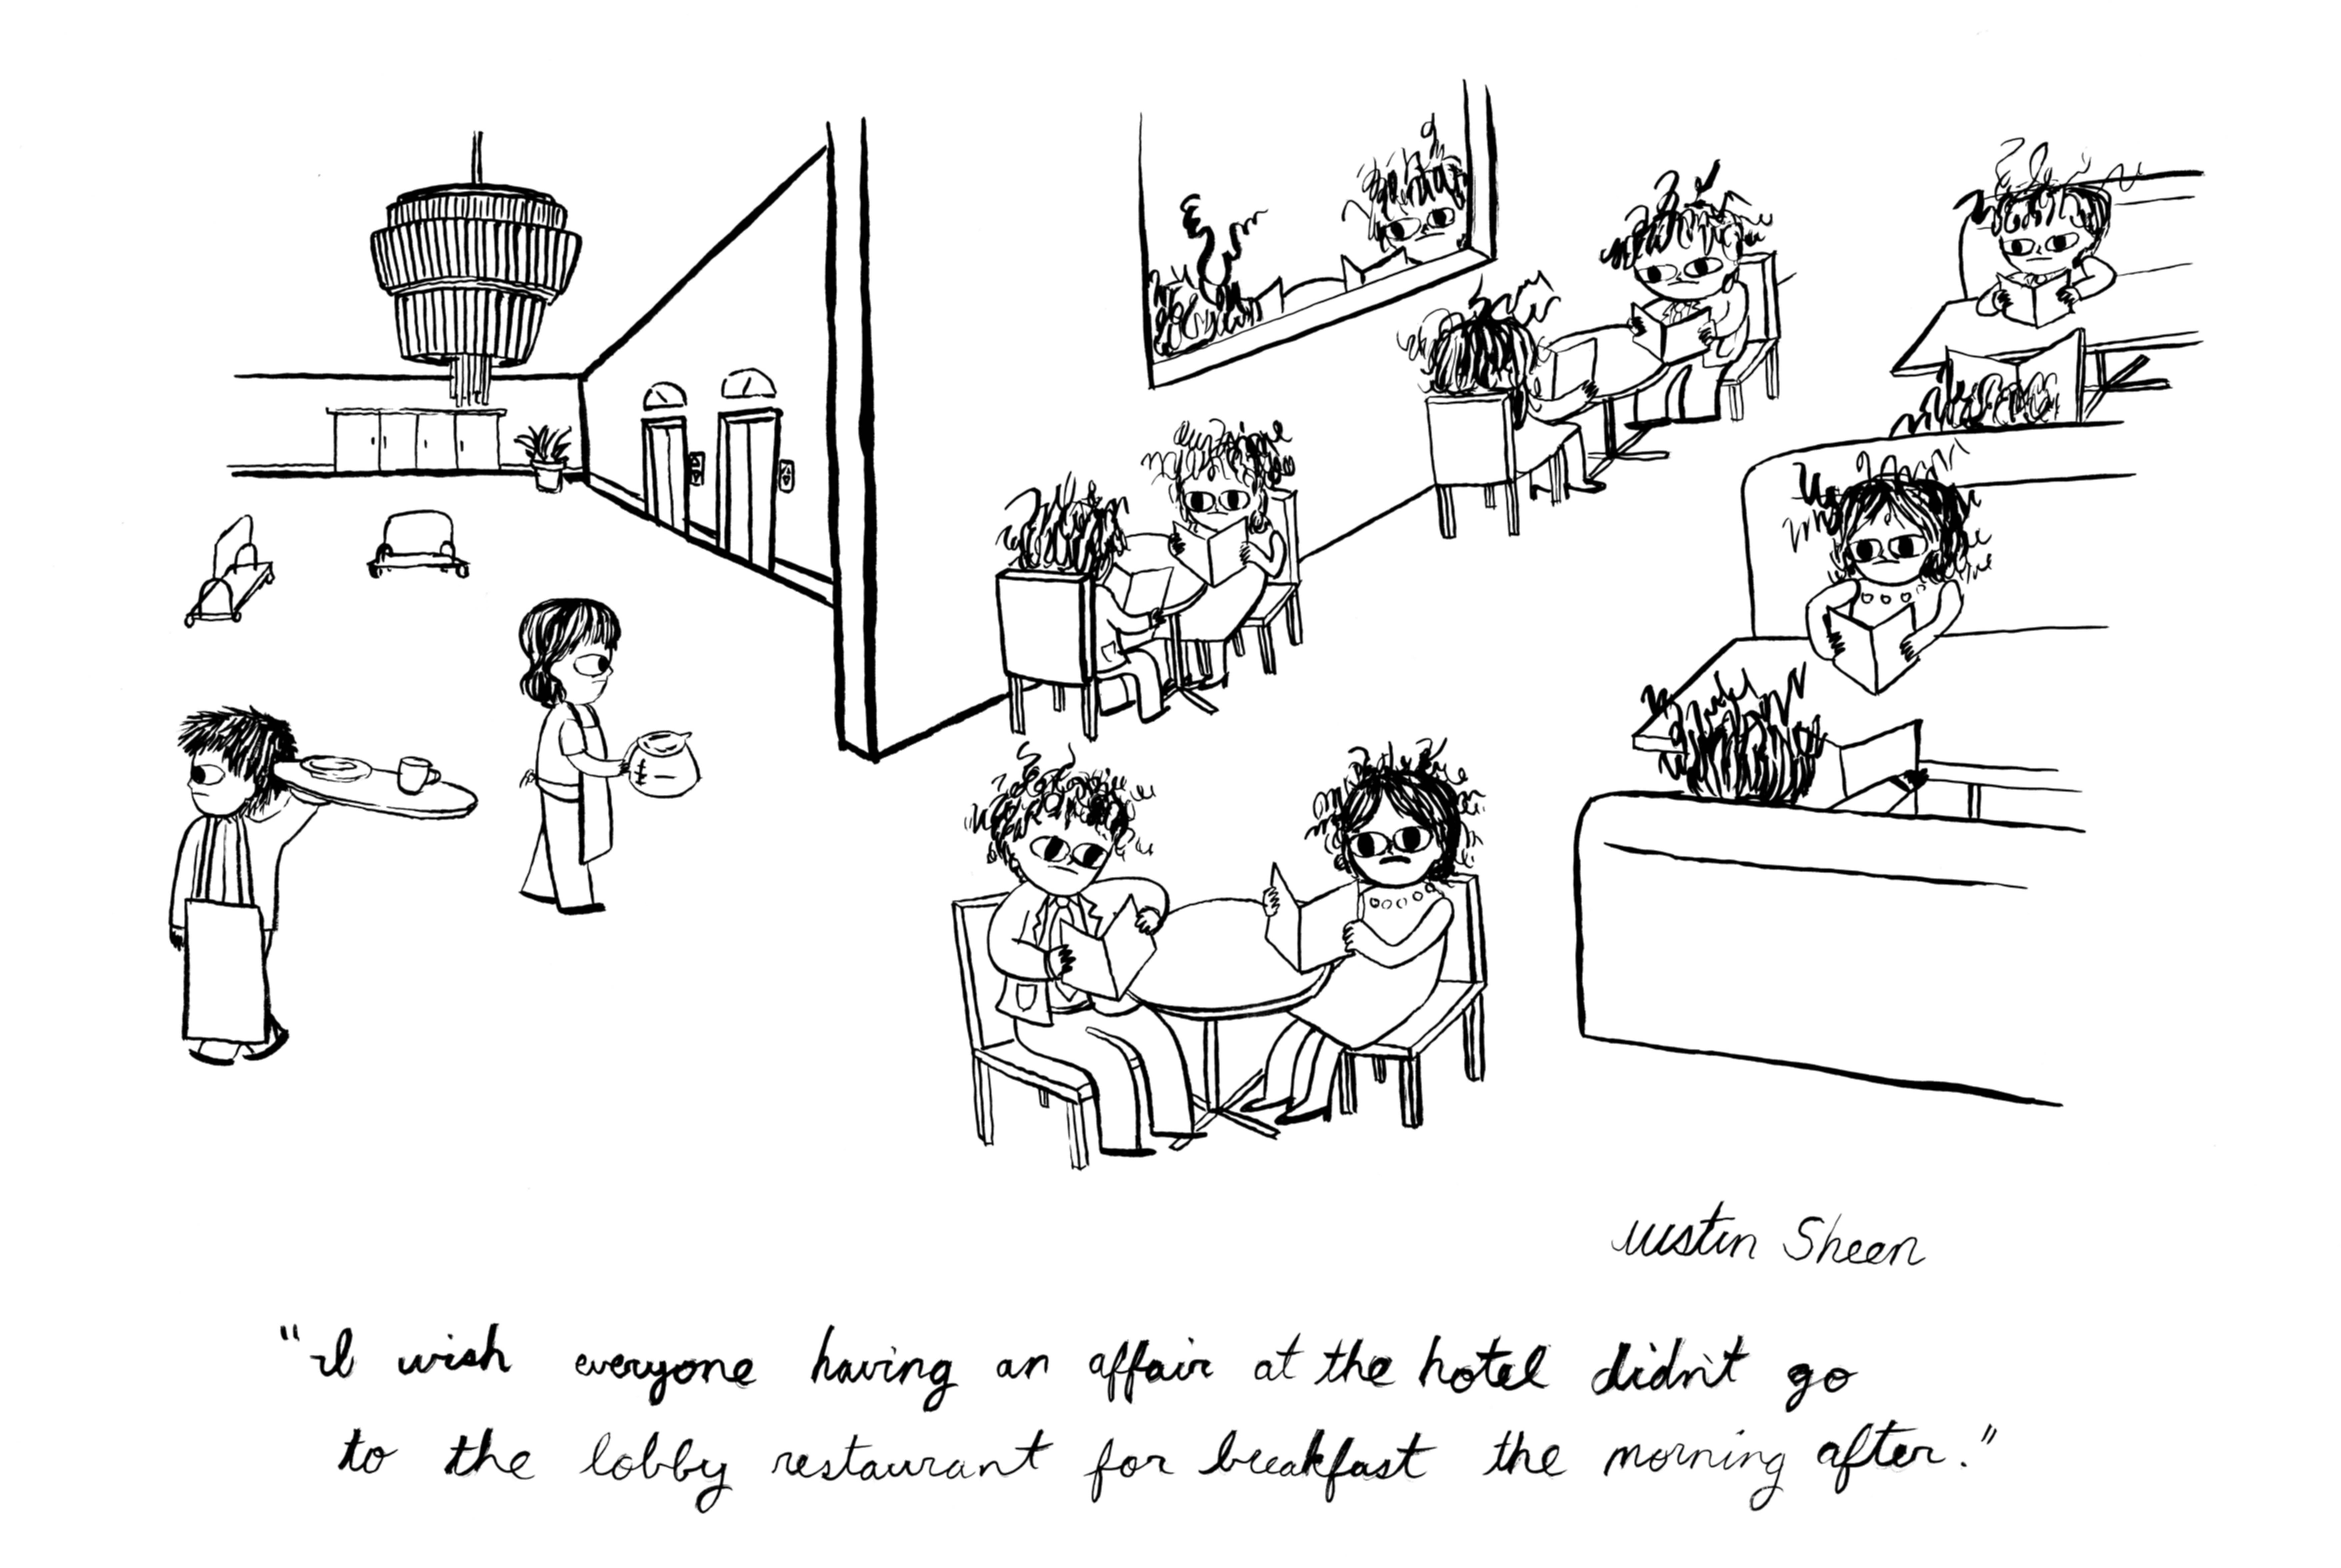 Justin Sheen
"I wish everyone having an affair at the hotel didn't go
to the lobby restaurant for breakfast the morning after."